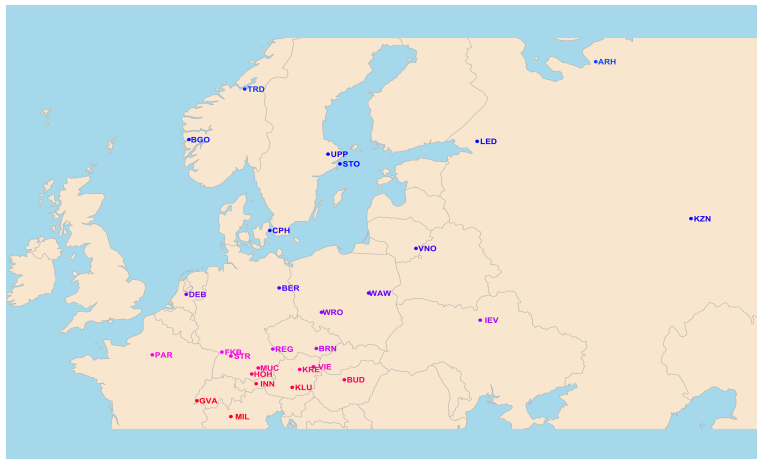 ARH
TRD
BGO
LED
UPP
STO
KZN
CPH
VNO
DEB
BER
WAW
WRO
IEV
PAR
FKB
STR
REG
BRN
MUC
HOH
KRE
VIE
INN
KLU
BUD
GVA
MIL